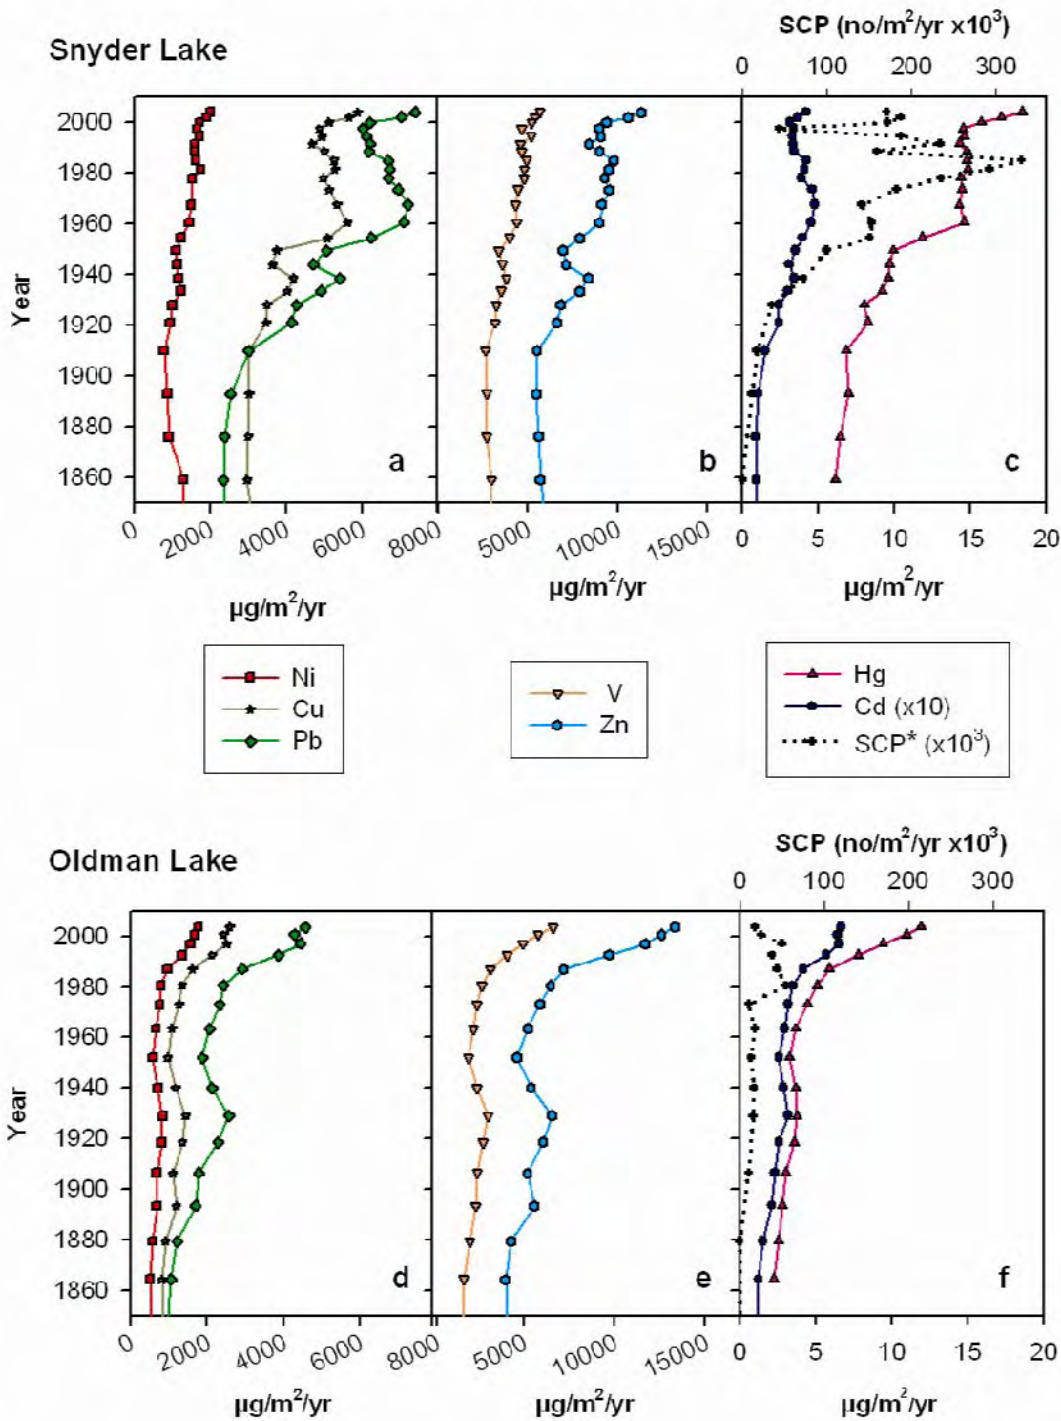 SCP (no/m²/yr x10³)
Snyder Lake
0 100 200 300
2000
1980
1960
1940
1920
1900
1880
1860
Year
a
b
c
0 2000 4000 6000 8000
5000 10000 15000
0 5 10 15 20
µg/m²/yr
µg/m²/yr
µg/m²/yr
Ni
Cu
Pb
V
Zn
Hg
Cd (x10)
SCP* (x10³)
SCP (no/m²/yr x10³)
Oldman Lake
0 100 200 300
2000
1980
1960
1940
1920
1900
1880
1860
Year
d
e
f
0 2000 4000 6000 8000
5000 10000 15000
0 5 10 15 20
µg/m²/yr
µg/m²/yr
µg/m²/yr